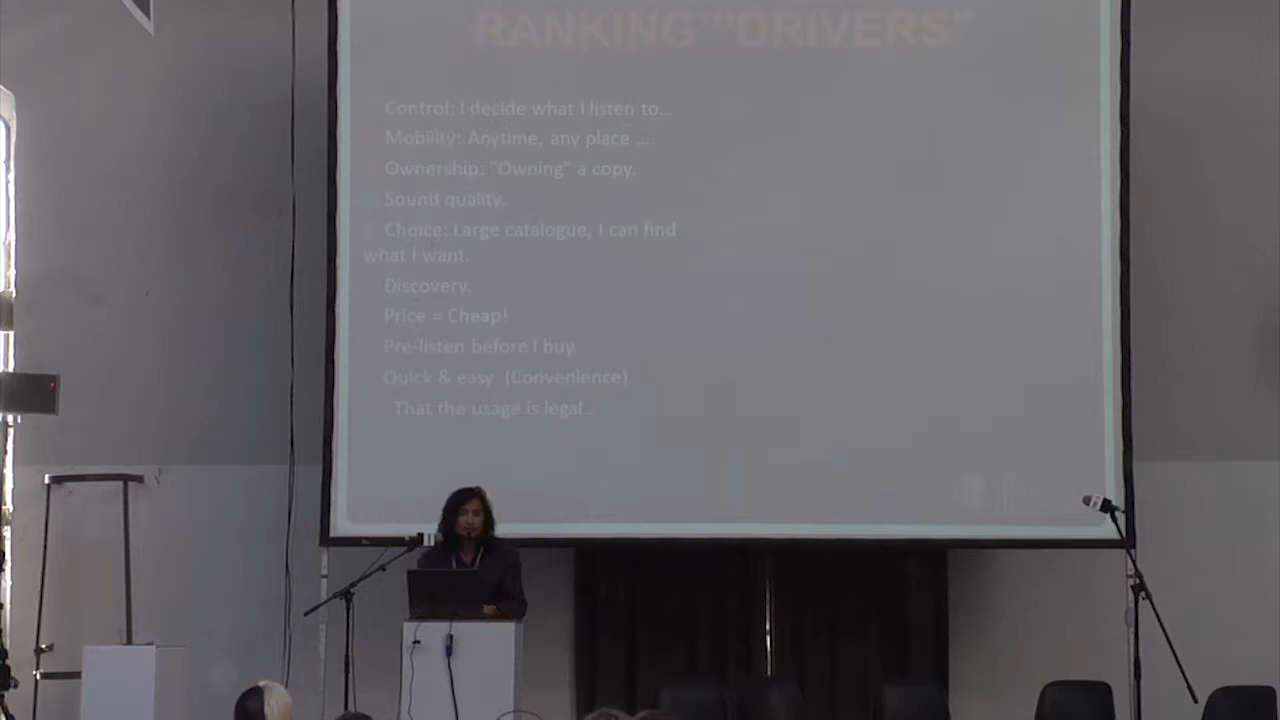 RANKING "DRIVERS"
Control: I decide what I listen to...
Mobility: Anytime, any place ...
Ownership: "Owning" a copy.
Sound quality.
Choice: Large catalogue, I can find
what I want.
Discovery.
Price = Cheap!
Pre-listen before I buy
Quick & easy (Convenience).
That the usage is legal...